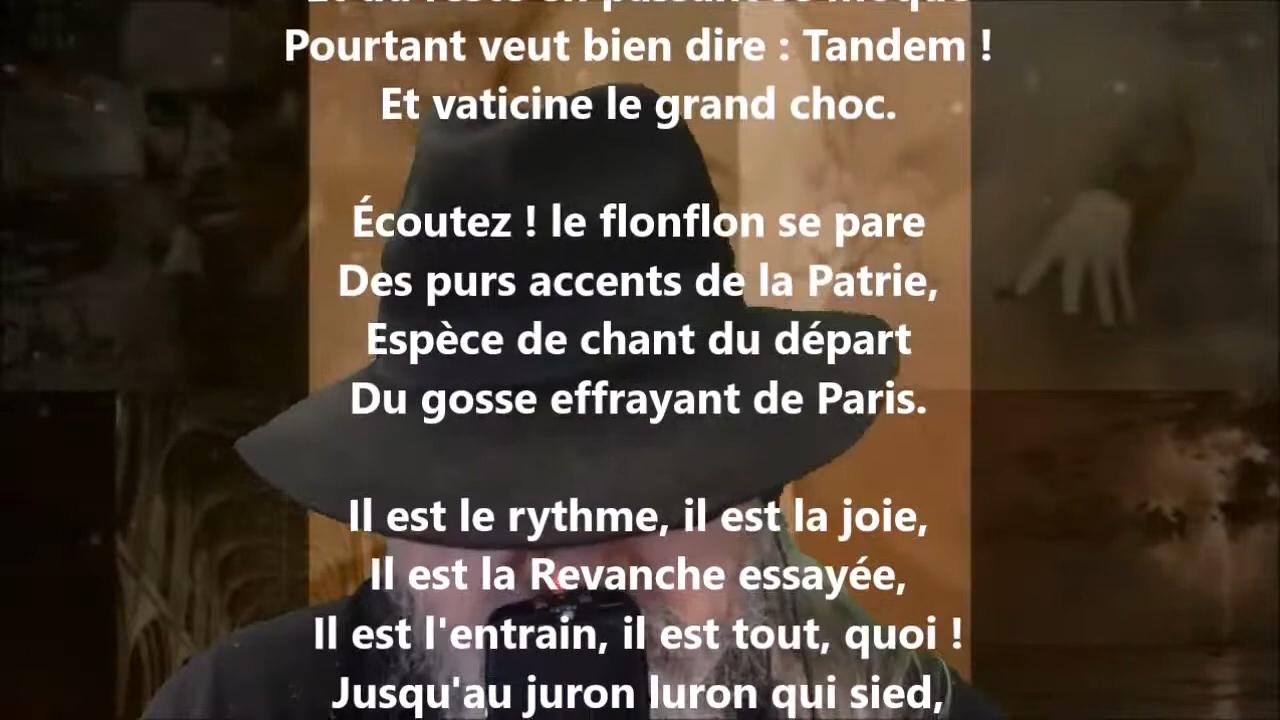 Pourtant veut bien dire : Tandem !
Et vaticine le grand choc.
Écoutez ! le flonflon se pare
Des purs accents de la Patrie,
Espèce de chant du départ
Du gosse effrayant de Paris.
Il est le rythme, il est la joie,
Il est la Revanche essayée,
Il est l'entrain, il est tout, quoi !
Jusqu'au juron luron qui sied,